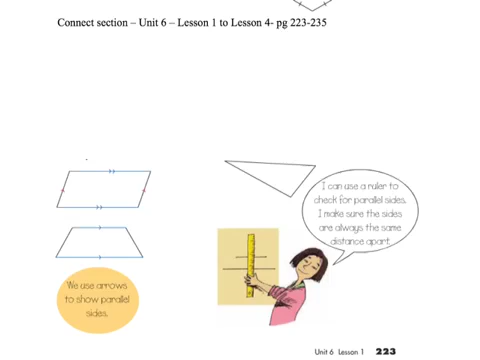 Connect section – Unit 6 – Lesson 1 to Lesson 4- pg 223-235
I can use a ruler to
check for parallel sides.
I make sure the sides
are always the same
distance apart.
We use arrows
to show parallel
sides.
Unit 6 Lesson 1 223